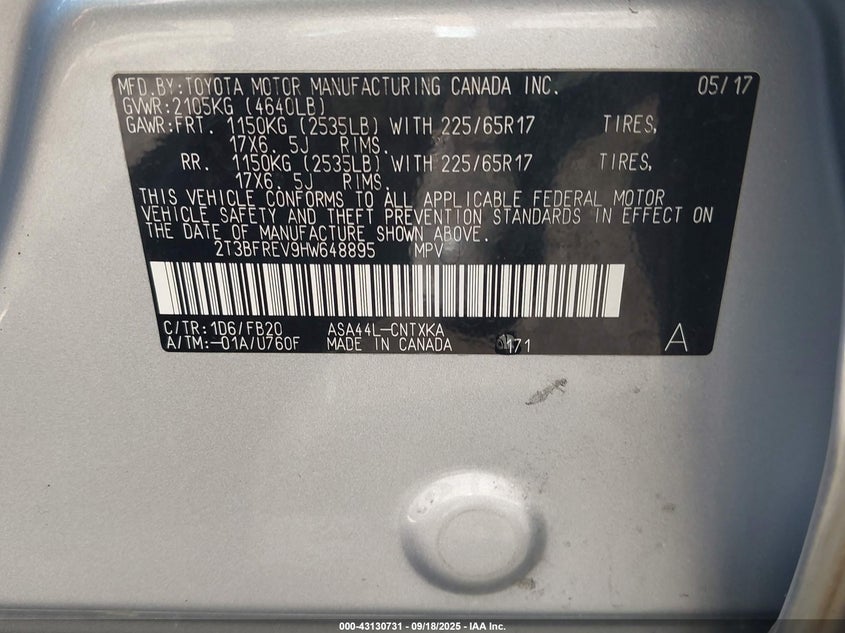 MFD.BY:TOYOTA MOTOR MANUFACTURING CANADA INC. 05/17
GVWR:2105KG (4640LB)
GAWR:FRT. 1150KG (2535LB) WITH 225/65R17 TIRES,
17X6. 5J RIMS.
RR. 1150KG (2535LB) WITH 225/65R17 TIRES,
17X6. 5J RIMS.
THIS VEHICLE CONFORMS TO ALL APPLICABLE FEDERAL MOTOR
VEHICLE SAFETY AND THEFT PREVENTION STANDARDS IN EFFECT ON
THE DATE OF MANUFACTURE SHOWN ABOVE.
2T3BFREV9HW648895 MPV
C/TR:1D6/FB20 ASA44L-CNTXKA
A/TM:-01A/U760F MADE IN CANADA 171 A
000-43130731 - 09/18/2025 - IAA Inc.